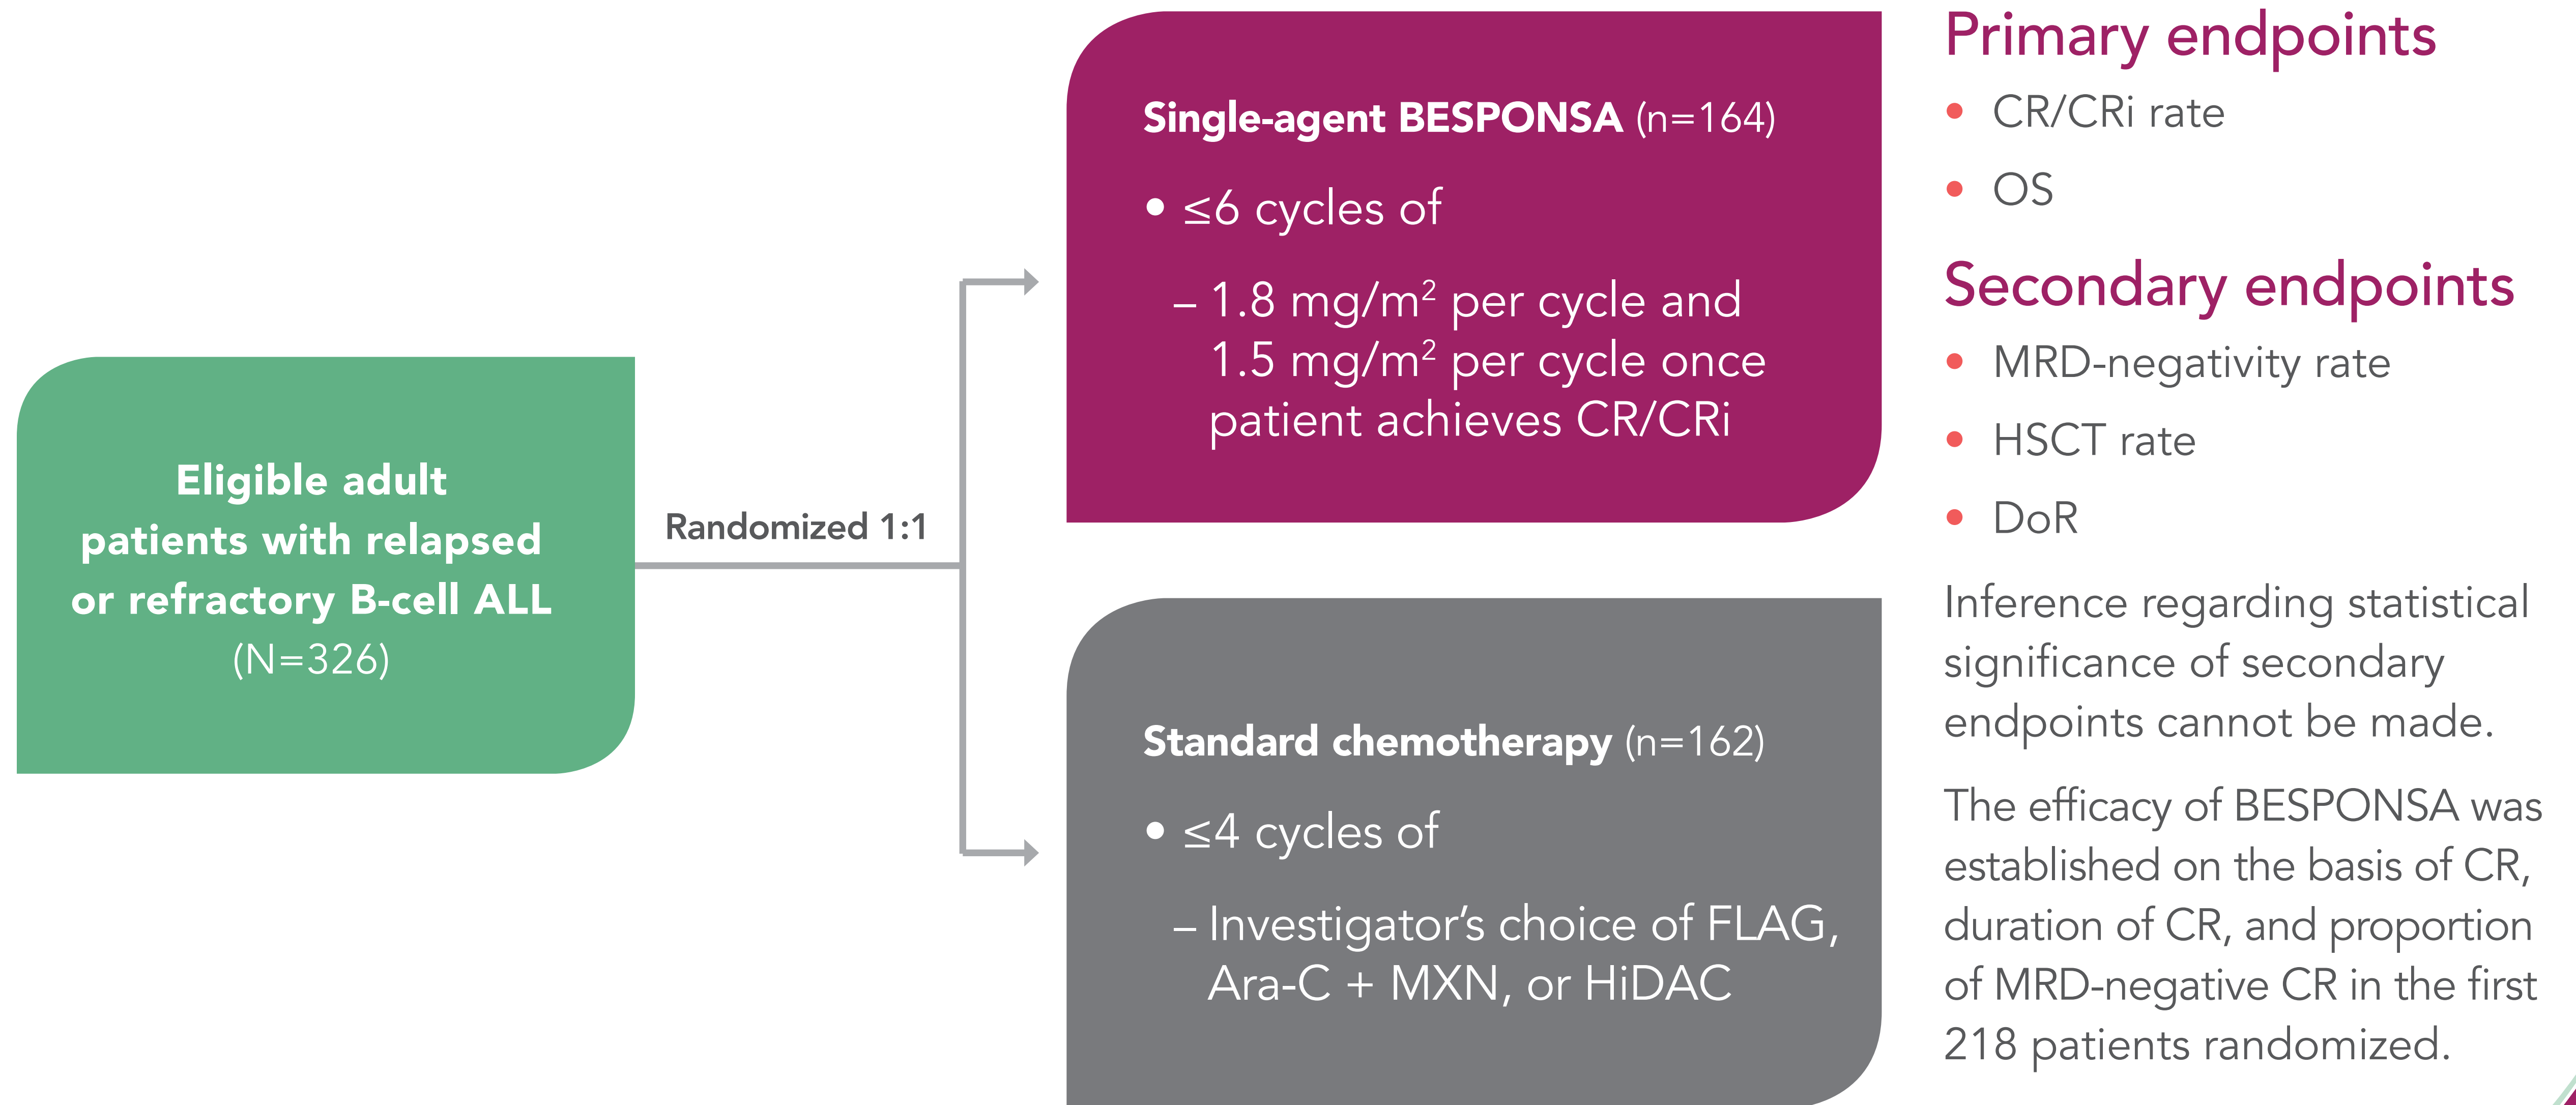 Eligible adult
patients with relapsed
or refractory B-cell ALL
(N=326)
Randomized 1:1
Single-agent BESPONSA (n=164)
• ≤6 cycles of
– 1.8 mg/m² per cycle and
1.5 mg/m² per cycle once
patient achieves CR/CRi
Standard chemotherapy (n=162)
• ≤4 cycles of
– Investigator’s choice of FLAG,
Ara-C + MXN, or HiDAC
Primary endpoints
• CR/CRi rate
• OS
Secondary endpoints
• MRD-negativity rate
• HSCT rate
• DoR
Inference regarding statistical
significance of secondary
endpoints cannot be made.
The efficacy of BESPONSA was
established on the basis of CR,
duration of CR, and proportion
of MRD-negative CR in the first
218 patients randomized.